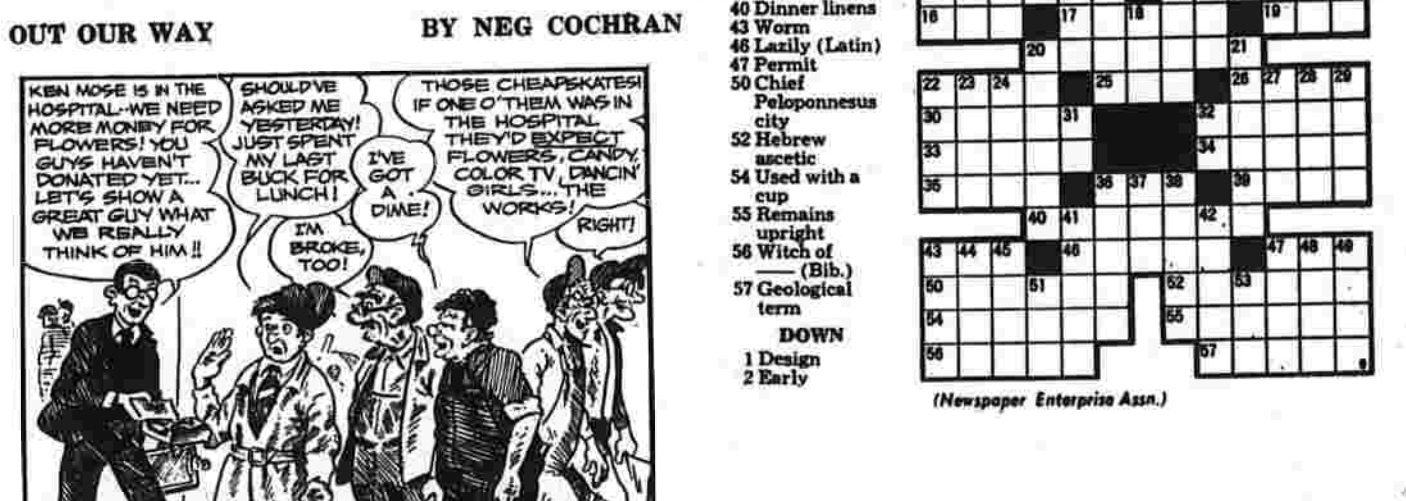 OUT OUR WAY
BY NEG COCHRAN
KEN MOSE IS IN THE
HOSPITAL--WE NEED
MORE MONEY FOR
FLOWERS! YOU
GUYS HAVEN'T
DONATED YET...
LET'S SHOW A
GREAT GUY WHAT
WE REALLY
THINK OF HIM!!
SHOULD'VE
ASKED ME
YESTERDAY!
JUST SPENT
MY LAST
BUCK FOR
LUNCH!
I'M
BROKE,
TOO!
I'VE
GOT
A
DIME!
THOSE CHEAPSKATES!
IF ONE O'THEM WAS IN
THE HOSPITAL
THEY'D EXPECT
FLOWERS, CANDY,
COLOR TV, DANCIN'
GIRLS... THE
WORKS!
RIGHT!
40 Dinner linens
43 Worm
46 Lazily (Latin)
47 Permit
50 Chief
Peloponnesus
city
52 Hebrew
ascetic
54 Used with a
cup
55 Remains
upright
56 Witch of
—— (Bib.)
57 Geological
term
DOWN
1 Design
2 Early
16 17 18 19
20 21
22 23 24 25 26 27 28 29
30 31 32
33 34
35 36 37 38 39
40 41 42
43 44 45 46 47 48 49
50 51 52 53
54 55
56 57
(Newspaper Enterprise Assn.)